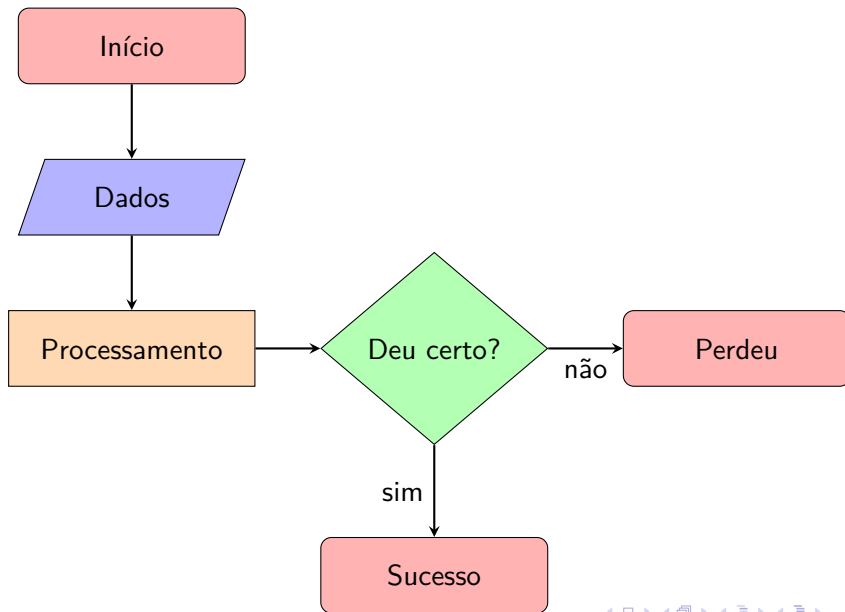 Início
Dados
Processamento
Deu certo?
não
Perdeu
sim
Sucesso